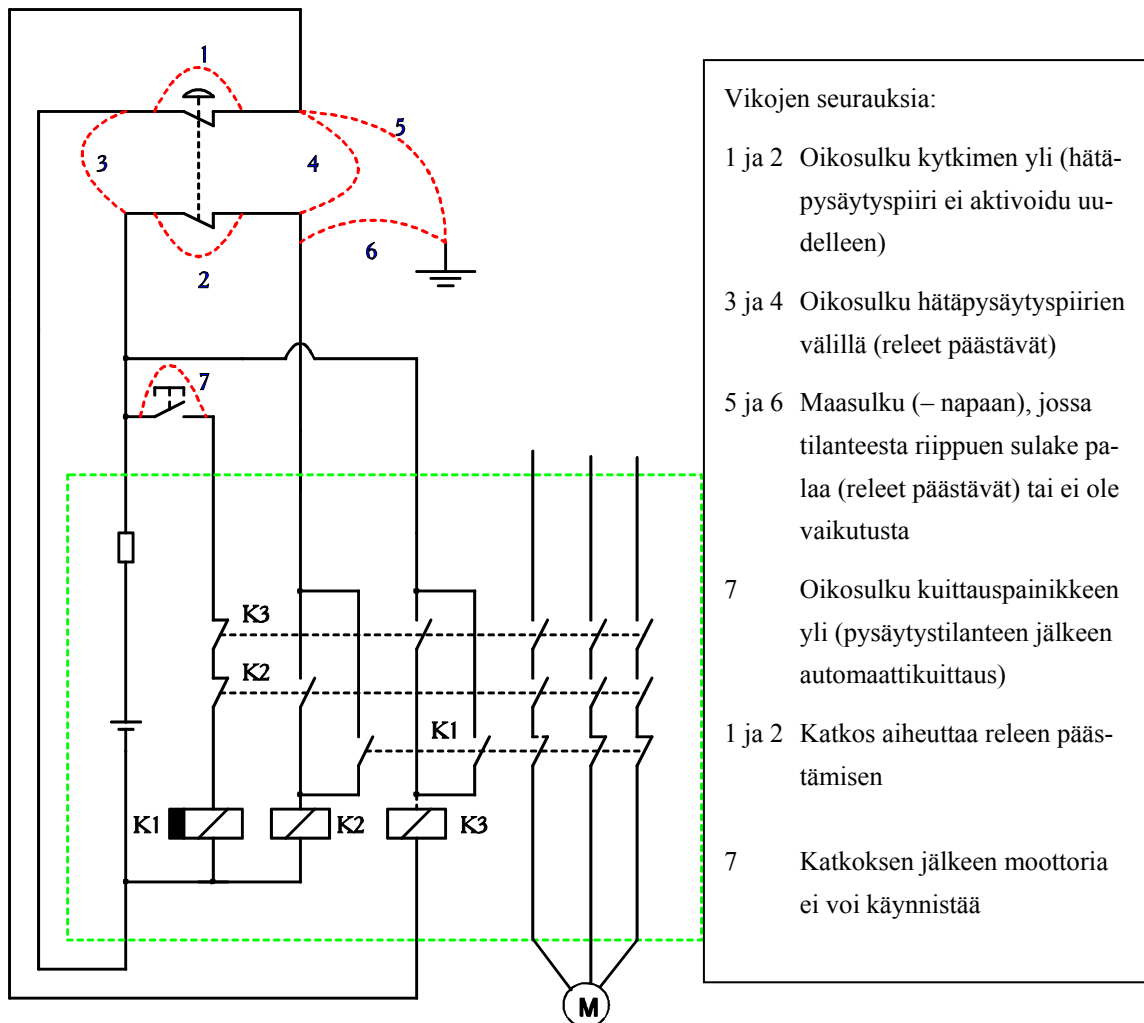 1
5
3
4
6
2
7
K3
K2
K1
K1
K2
K3
M
Vikojen seurauksia:
1 ja 2 Oikosulku kytkimen yli (hätä-
pysäytyspiiri ei aktivoidu uu-
delleen)
3 ja 4 Oikosulku hätäpysäytyspiirien
välillä (releet päästävät)
5 ja 6 Maasulku (– napaan), jossa
tilanteesta riippuen sulake pa-
laa (releet päästävät) tai ei ole
vaikutusta
7 Oikosulku kuittauspainikkeen
yli (pysäytystilanteen jälkeen
automaattikuittaus)
1 ja 2 Katkos aiheuttaa releen pääs-
tämisen
7 Katkoksen jälkeen moottoria
ei voi käynnistää